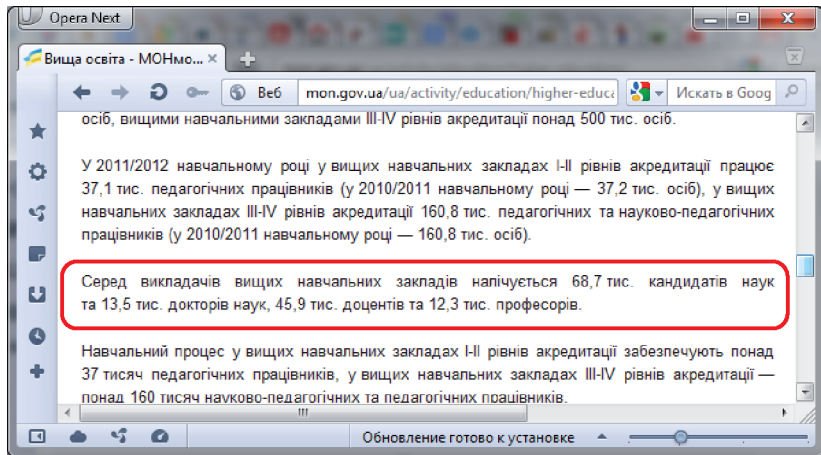 Opera Next
Вища освіта - МОНмо...
Веб
mon.gov.ua/ua/activity/education/higher-educa
Искать в Goog
осіб, вищими навчальними закладами III-IV рівнів акредитації понад 500 тис. осіб.
У 2011/2012 навчальному році у вищих навчальних закладах I-II рівнів акредитації працює
37,1 тис. педагогічних працівників (у 2010/2011 навчальному році — 37,2 тис. осіб), у вищих
навчальних закладах III-IV рівнів акредитації 160,8 тис. педагогічних та науково-педагогічних
працівників (у 2010/2011 навчальному році — 160,8 тис. осіб).
Серед викладачів вищих навчальних закладів налічується 68,7 тис. кандидатів наук
та 13,5 тис. докторів наук, 45,9 тис. доцентів та 12,3 тис. професорів.
Навчальний процес у вищих навчальних закладах I-II рівнів акредитації забезпечують понад
37 тисяч педагогічних працівників, у вищих навчальних закладах III-IV рівнів акредитації —
понад 160 тисяч науково-педагогічних та педагогічних працівників.
Обновление готово к установке